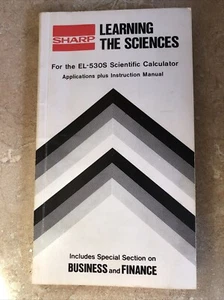 SHARP
LEARNING
THE SCIENCES
For the EL-530S Scientific Calculator
Applications plus Instruction Manual
Includes Special Section on
BUSINESS and FINANCE